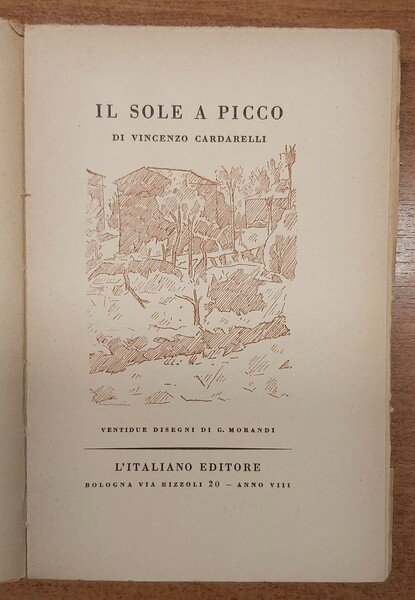 IL SOLE A PICCO
DI VINCENZO CARDARELLI
VENTIDUE DISEGNI DI G. MORANDI
L'ITALIANO EDITORE
BOLOGNA VIA RIZZOLI 20 – ANNO VIII